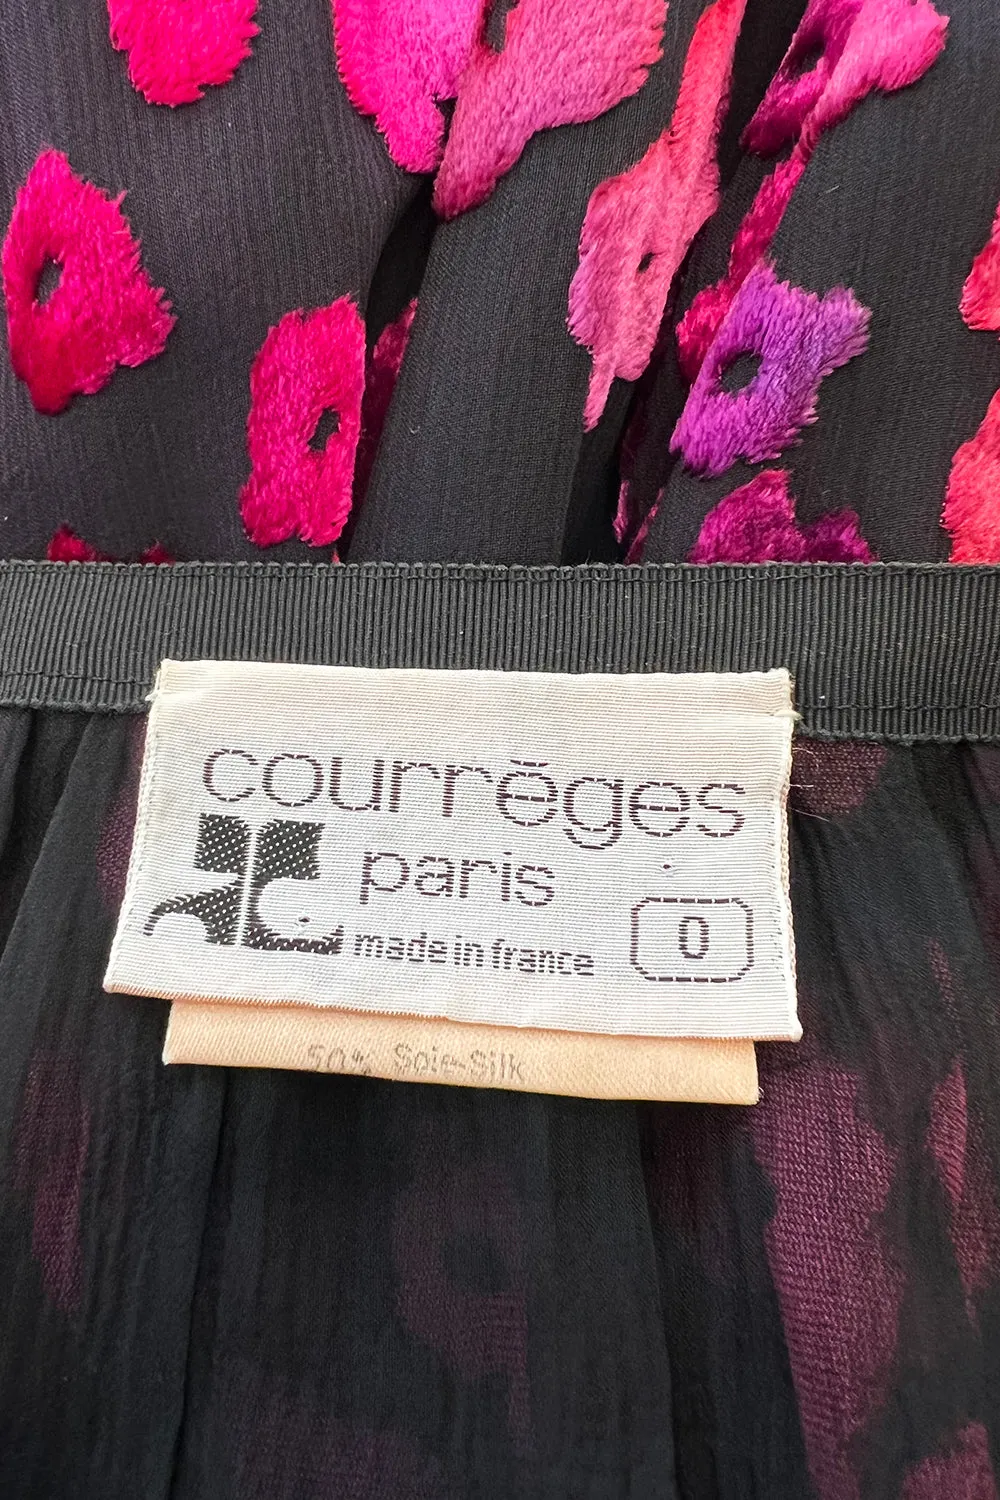 courrèges
paris
made in france
0
50% Soie-Silk